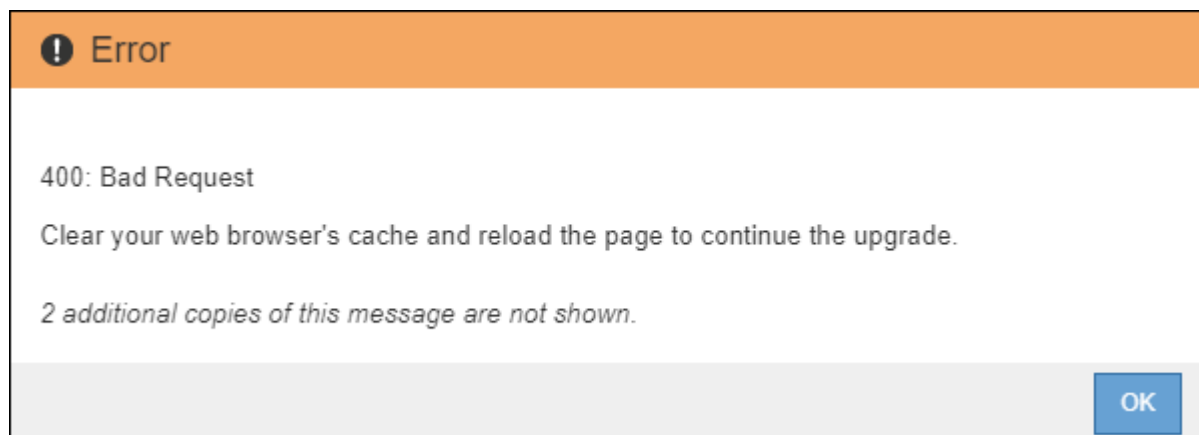 Error
400: Bad Request
Clear your web browser's cache and reload the page to continue the upgrade.
2 additional copies of this message are not shown.
OK